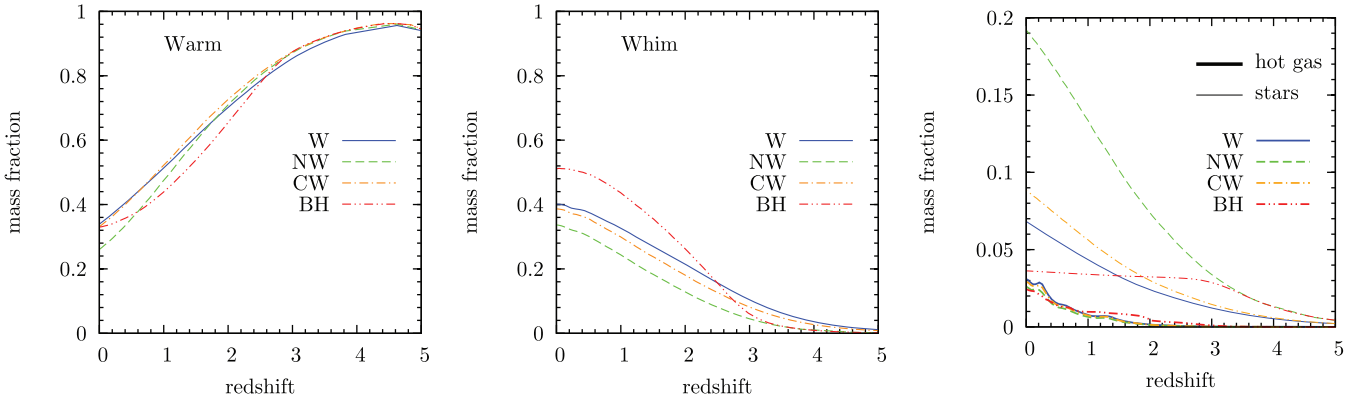 Warm
1
0.8
0.6
0.4
0.2
0
mass fraction
W
NW
CW
BH
0 1 2 3 4 5
redshift
Whim
1
0.8
0.6
0.4
0.2
0
mass fraction
W
NW
CW
BH
0 1 2 3 4 5
redshift
0.2
0.15
0.1
0.05
0
mass fraction
hot gas
stars
W
NW
CW
BH
0 1 2 3 4 5
redshift